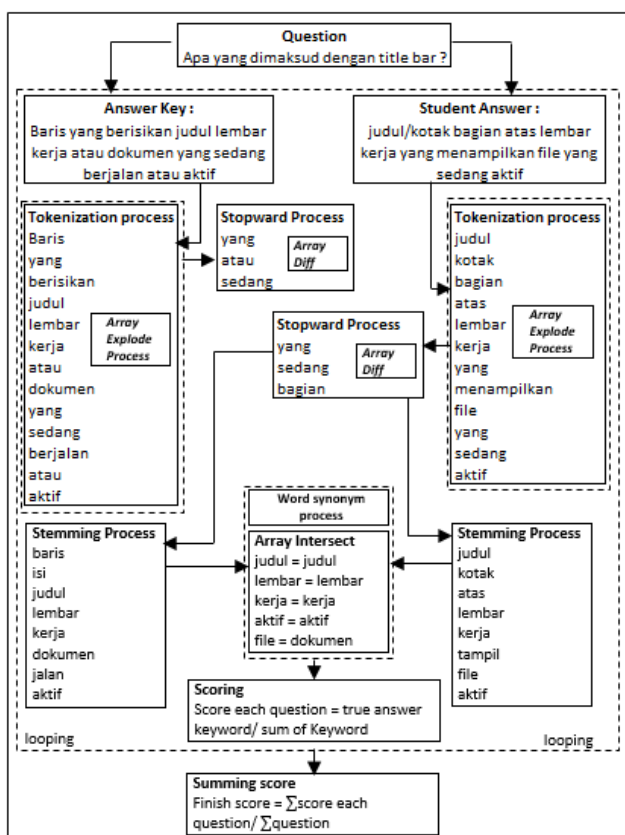 Question
Apa yang dimaksud dengan title bar ?
Answer Key :
Baris yang berisikan judul lembar
kerja atau dokumen yang sedang
berjalan atau aktif
Student Answer :
judul/kotak bagian atas lembar
kerja yang menampilkan file yang
sedang aktif
Tokenization process
Baris
yang
berisikan
judul
lembar
kerja
atau
dokumen
yang
sedang
berjalan
atau
aktif
Array
Explode
Process
Stopward Process
yang
atau
sedang
Array
Diff
Stopward Process
yang
sedang
bagian
Array
Diff
Tokenization process
judul
kotak
bagian
atas
lembar
kerja
yang
menampilkan
file
yang
sedang
aktif
Array
Explode
Process
Stemming Process
baris
isi
judul
lembar
kerja
dokumen
jalan
aktif
Word synonym
process
Array Intersect
judul = judul
lembar = lembar
kerja = kerja
aktif = aktif
file = dokumen
Stemming Process
judul
kotak
atas
lembar
kerja
tampil
file
aktif
Scoring
Score each question = true answer
keyword/ sum of Keyword
looping
looping
Summing score
Finish score = ∑score each
question/ ∑question